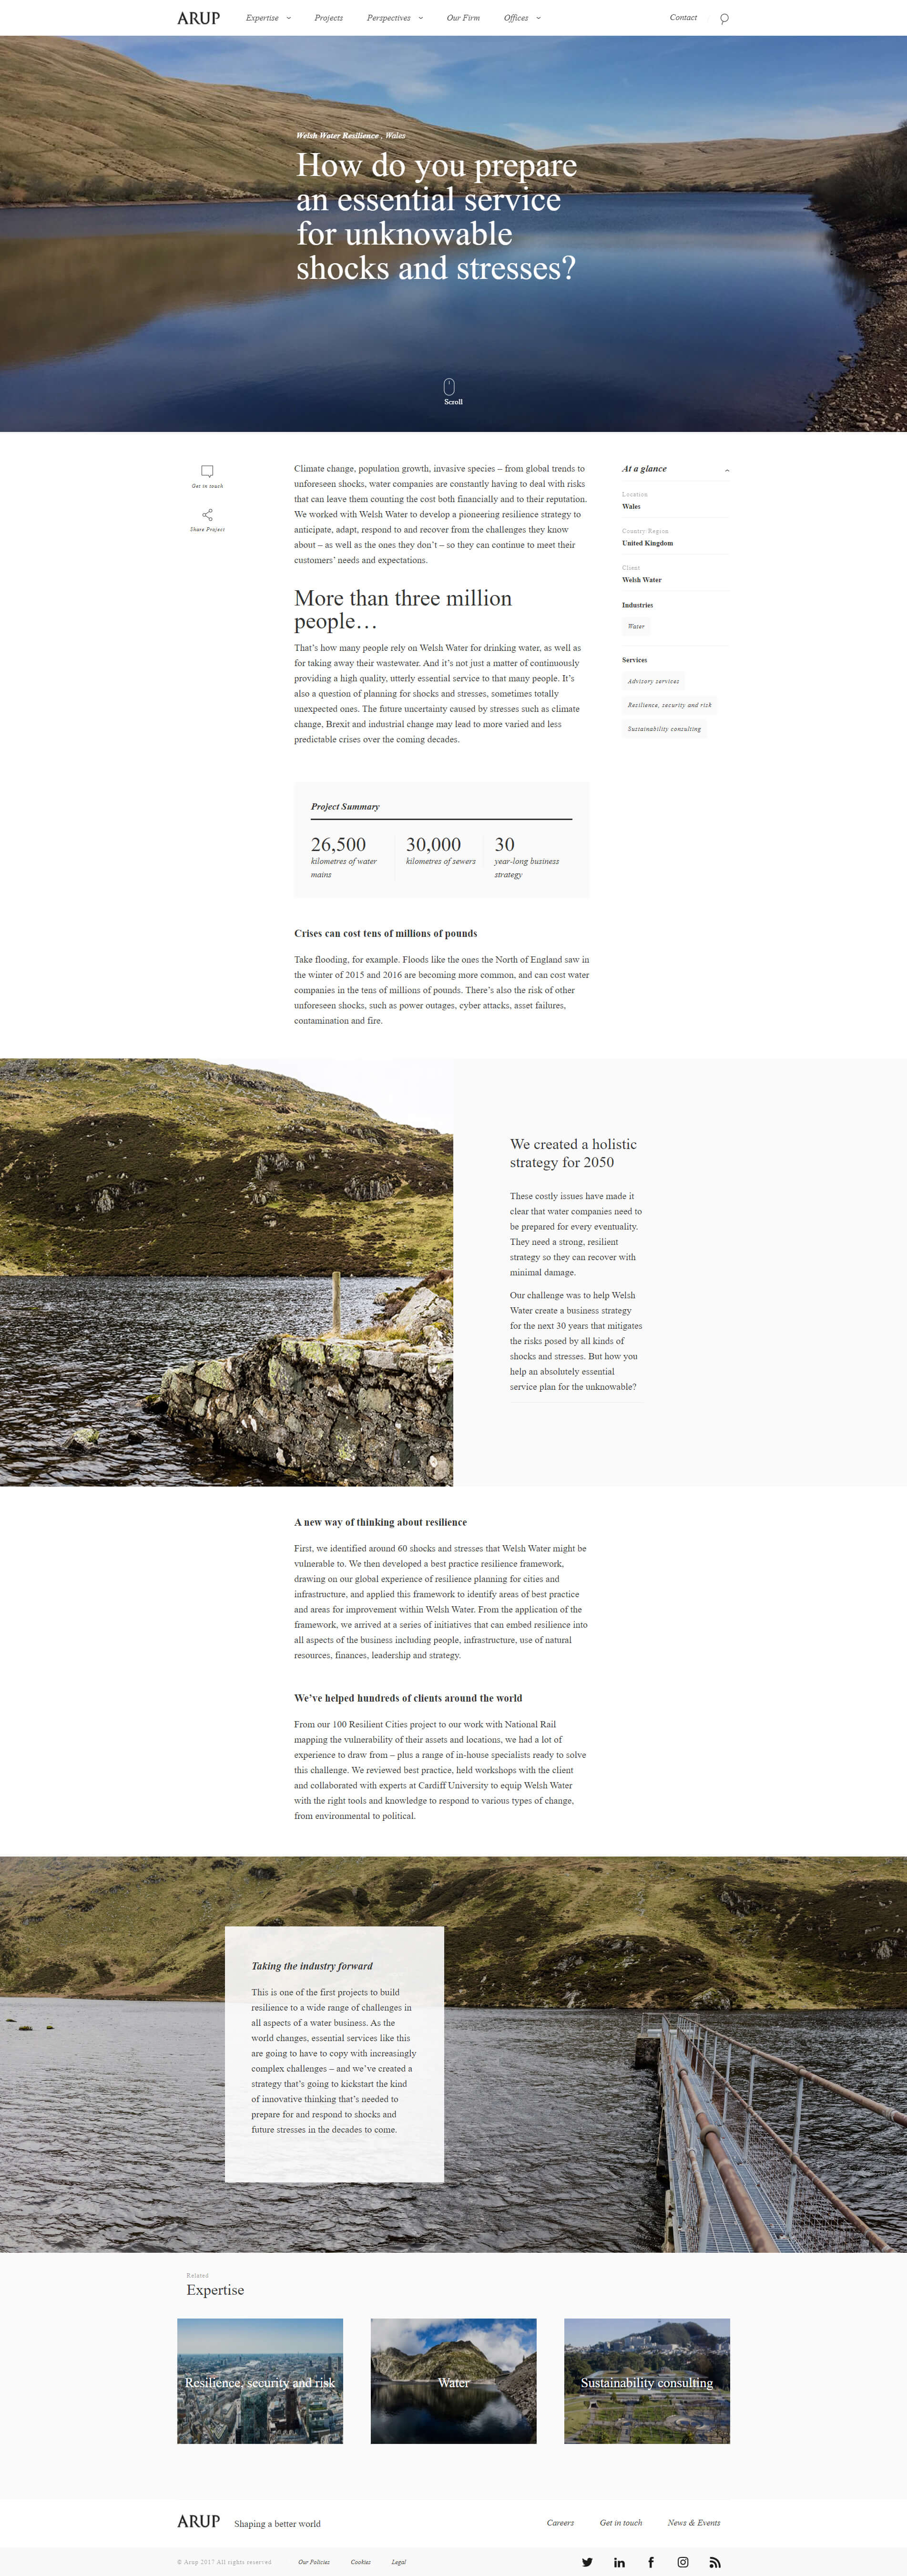 ARUP
Expertise
Projects
Perspectives
Our Firm
Offices
Contact
Welsh Water Resilience , Wales
How do you prepare
an essential service
for unknowable
shocks and stresses?
Scroll
Get in touch
Share Project
Climate change, population growth, invasive species – from global trends to
unforeseen shocks, water companies are constantly having to deal with risks
that can leave them counting the cost both financially and to their reputation.
We worked with Welsh Water to develop a pioneering resilience strategy to
anticipate, adapt, respond to and recover from the challenges they know
about – as well as the ones they don’t – so they can continue to meet their
customers’ needs and expectations.
At a glance
Location
Wales
Country/Region
United Kingdom
Client
Welsh Water
Industries
Water
Services
Advisory services
Resilience, security and risk
Sustainability consulting
More than three million
people…
That’s how many people rely on Welsh Water for drinking water, as well as
for taking away their wastewater. And it’s not just a matter of continuously
providing a high quality, utterly essential service to that many people. It’s
also a question of planning for shocks and stresses, sometimes totally
unexpected ones. The future uncertainty caused by stresses such as climate
change, Brexit and industrial change may lead to more varied and less
predictable crises over the coming decades.
Project Summary
26,500
kilometres of water
mains
30,000
kilometres of sewers
30
year-long business
strategy
Crises can cost tens of millions of pounds
Take flooding, for example. Floods like the ones the North of England saw in
the winter of 2015 and 2016 are becoming more common, and can cost water
companies in the tens of millions of pounds. There’s also the risk of other
unforeseen shocks, such as power outages, cyber attacks, asset failures,
contamination and fire.
We created a holistic
strategy for 2050
These costly issues have made it
clear that water companies need to
be prepared for every eventuality.
They need a strong, resilient
strategy so they can recover with
minimal damage.
Our challenge was to help Welsh
Water create a business strategy
for the next 30 years that mitigates
the risks posed by all kinds of
shocks and stresses. But how you
help an absolutely essential
service plan for the unknowable?
A new way of thinking about resilience
First, we identified around 60 shocks and stresses that Welsh Water might be
vulnerable to. We then developed a best practice resilience framework,
drawing on our global experience of resilience planning for cities and
infrastructure, and applied this framework to identify areas of best practice
and areas for improvement within Welsh Water. From the application of the
framework, we arrived at a series of initiatives that can embed resilience into
all aspects of the business including people, infrastructure, use of natural
resources, finances, leadership and strategy.
We’ve helped hundreds of clients around the world
From our 100 Resilient Cities project to our work with National Rail
mapping the vulnerability of their assets and locations, we had a lot of
experience to draw from – plus a range of in-house specialists ready to solve
this challenge. We reviewed best practice, held workshops with the client
and collaborated with experts at Cardiff University to equip Welsh Water
with the right tools and knowledge to respond to various types of change,
from environmental to political.
Taking the industry forward
This is one of the first projects to build
resilience to a wide range of challenges in
all aspects of a water business. As the
world changes, essential services like this
are going to have to copy with increasingly
complex challenges – and we’ve created a
strategy that’s going to kickstart the kind
of innovative thinking that’s needed to
prepare for and respond to shocks and
future stresses in the decades to come.
Related
Expertise
Resilience, security and risk
Water
Sustainability consulting
ARUP
Shaping a better world
Careers
Get in touch
News & Events
© Arup 2017 All rights reserved
Our Policies
Cookies
Legal